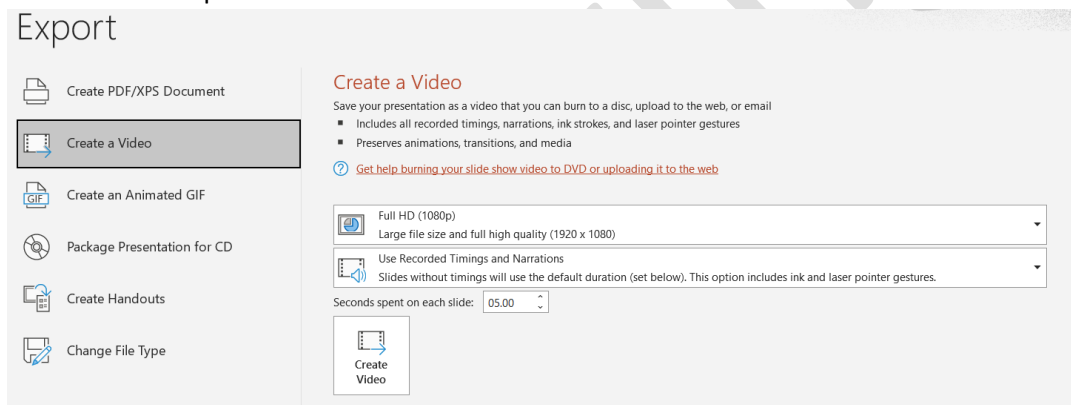 Export
Create PDF/XPS Document
Create a Video
Create an Animated GIF
GIF
Package Presentation for CD
Create Handouts
Change File Type
Create a Video
Save your presentation as a video that you can burn to a disc, upload to the web, or email
Includes all recorded timings, narrations, ink strokes, and laser pointer gestures
Preserves animations, transitions, and media
? Get help burning your slide show video to DVD or uploading it to the web
Full HD (1080p)
Large file size and full high quality (1920 x 1080)
Use Recorded Timings and Narrations
Slides without timings will use the default duration (set below). This option includes ink and laser pointer gestures.
Seconds spent on each slide: 05.00
Create
Video